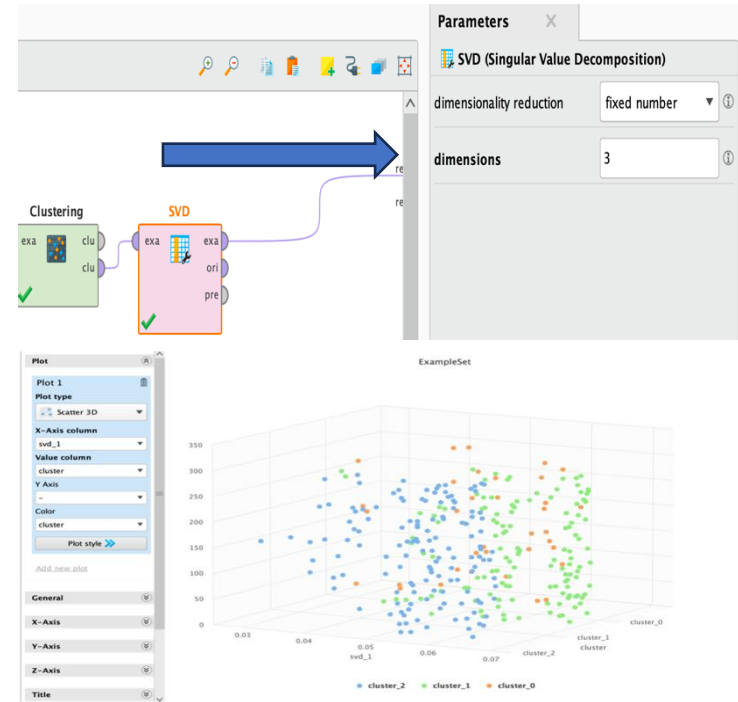 Parameters X
SVD (Singular Value Decomposition)
dimensionality reduction fixed number
dimensions 3
re
re
Clustering SVD
exa clu exa exa
clu ori
pre
Plot
Plot 1
Plot type
Scatter 3D
X-Axis column
svd_1
Value column
cluster
Y Axis
-
Color
cluster
Plot style
Add new plot
General
X-Axis
Y-Axis
Z-Axis
Title
ExampleSet
350
300
250
200
150
100
50
0
0.03
0.04
0.05
0.06
0.07
svd_1
cluster_2
cluster_1
cluster_0
cluster
cluster_2 cluster_1 cluster_0